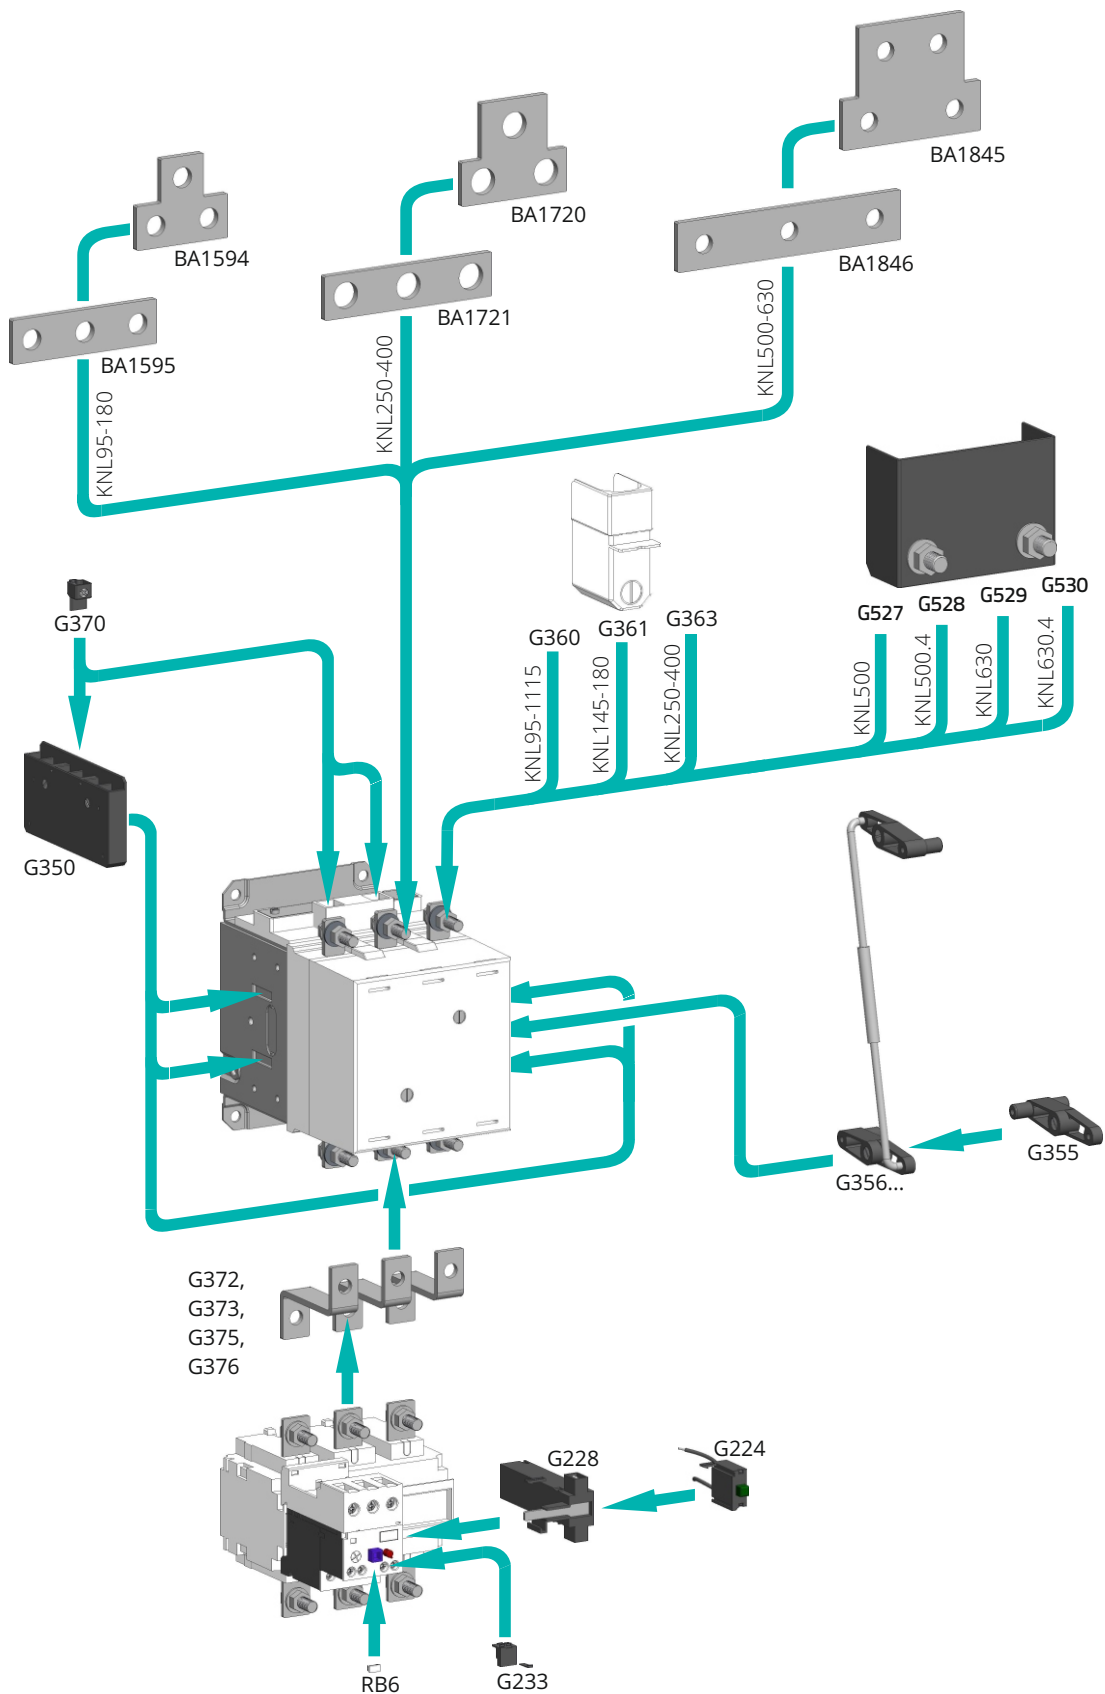 BA1845
BA1720
BA1594
BA1846
BA1721
BA1595
KNL500-630
KNL250-400
KNL95-180
G370
G360
G361
G363
G527
G528
G529
G530
KNL95-1115
KNL145-180
KNL250-400
KNL500
KNL500.4
KNL630
KNL630.4
G350
G355
G356...
G372,
G373,
G375,
G376
G228
G224
RB6
G233